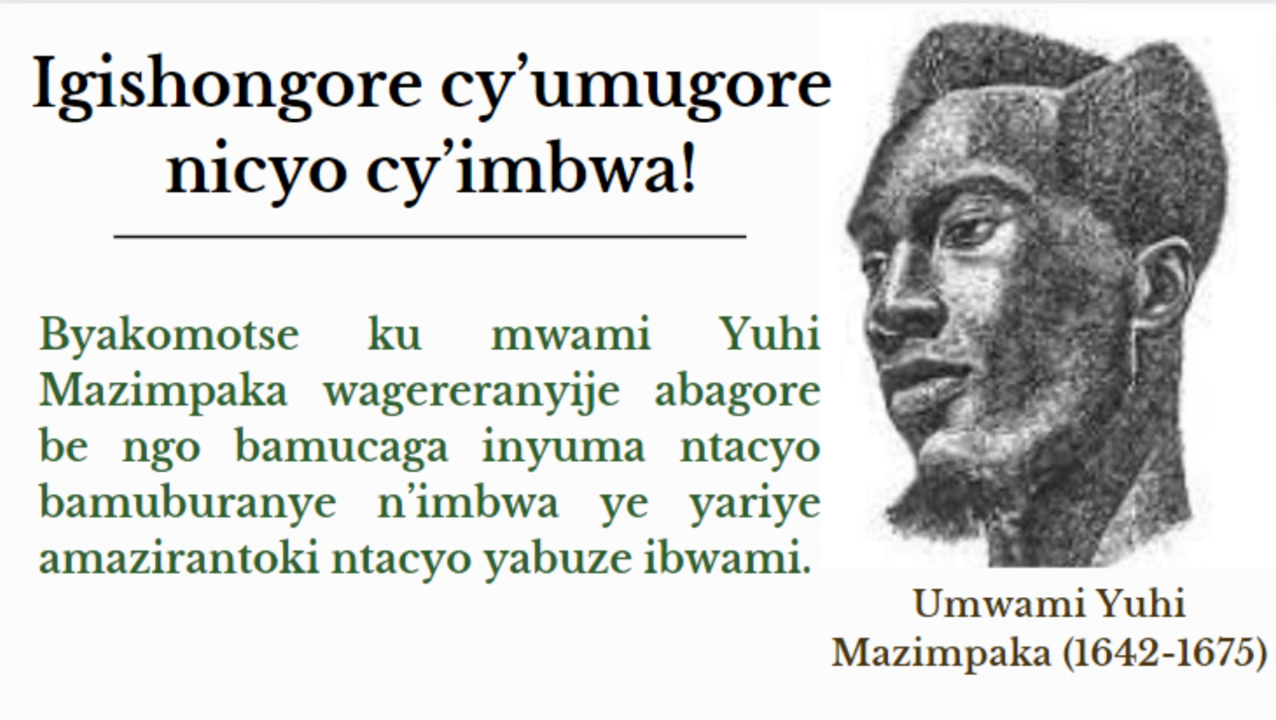 Igishongore cy’umugore
nicyo cy’imbwa!
Byakomotse ku mwami Yuhi
Mazimpaka wagereranyije abagore
be ngo bamucaga inyuma ntacyo
bamuburanye n’imbwa ye yariye
amazirantoki ntacyo yabuze ibwami.
Umwami Yuhi
Mazimpaka (1642-1675)